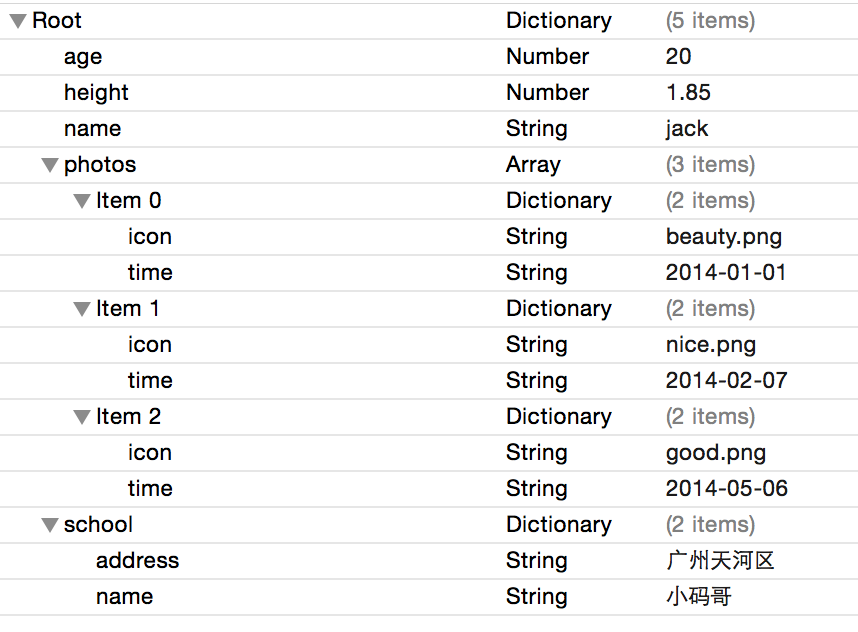 Root Dictionary (5 items)
age Number 20
height Number 1.85
name String jack
photos Array (3 items)
Item 0 Dictionary (2 items)
icon String beauty.png
time String 2014-01-01
Item 1 Dictionary (2 items)
icon String nice.png
time String 2014-02-07
Item 2 Dictionary (2 items)
icon String good.png
time String 2014-05-06
school Dictionary (2 items)
address String 广州天河区
name String 小码哥